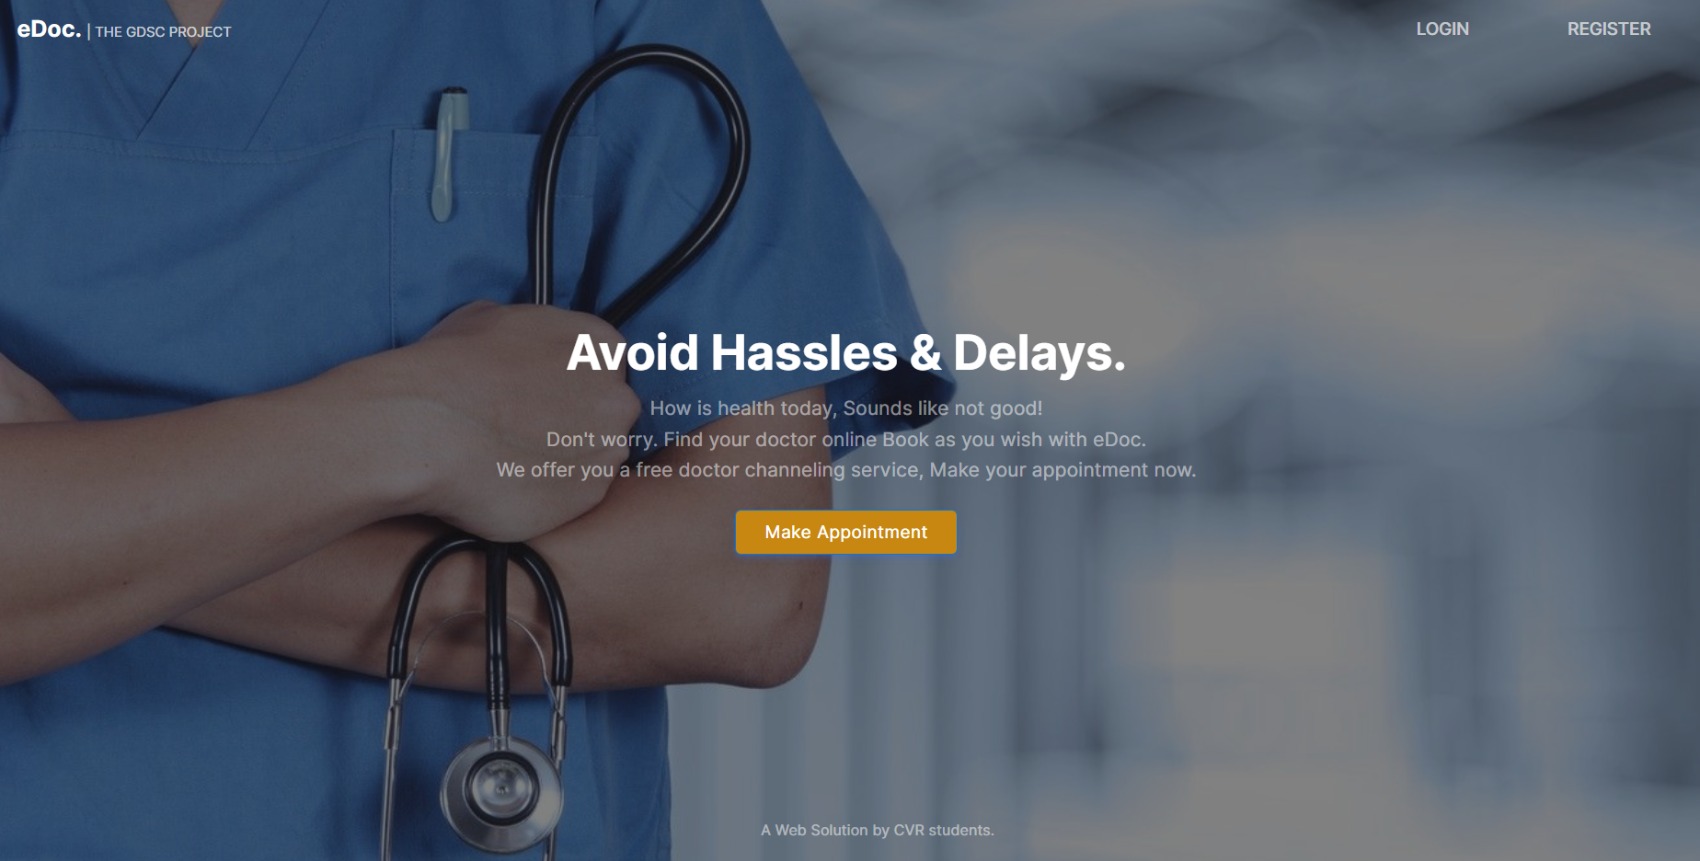 eDoc. | THE GDSC PROJECT
LOGIN
REGISTER
Avoid Hassles & Delays.
How is health today, Sounds like not good!
Don't worry. Find your doctor online Book as you wish with eDoc.
We offer you a free doctor channeling service, Make your appointment now.
Make Appointment
A Web Solution by CVR students.